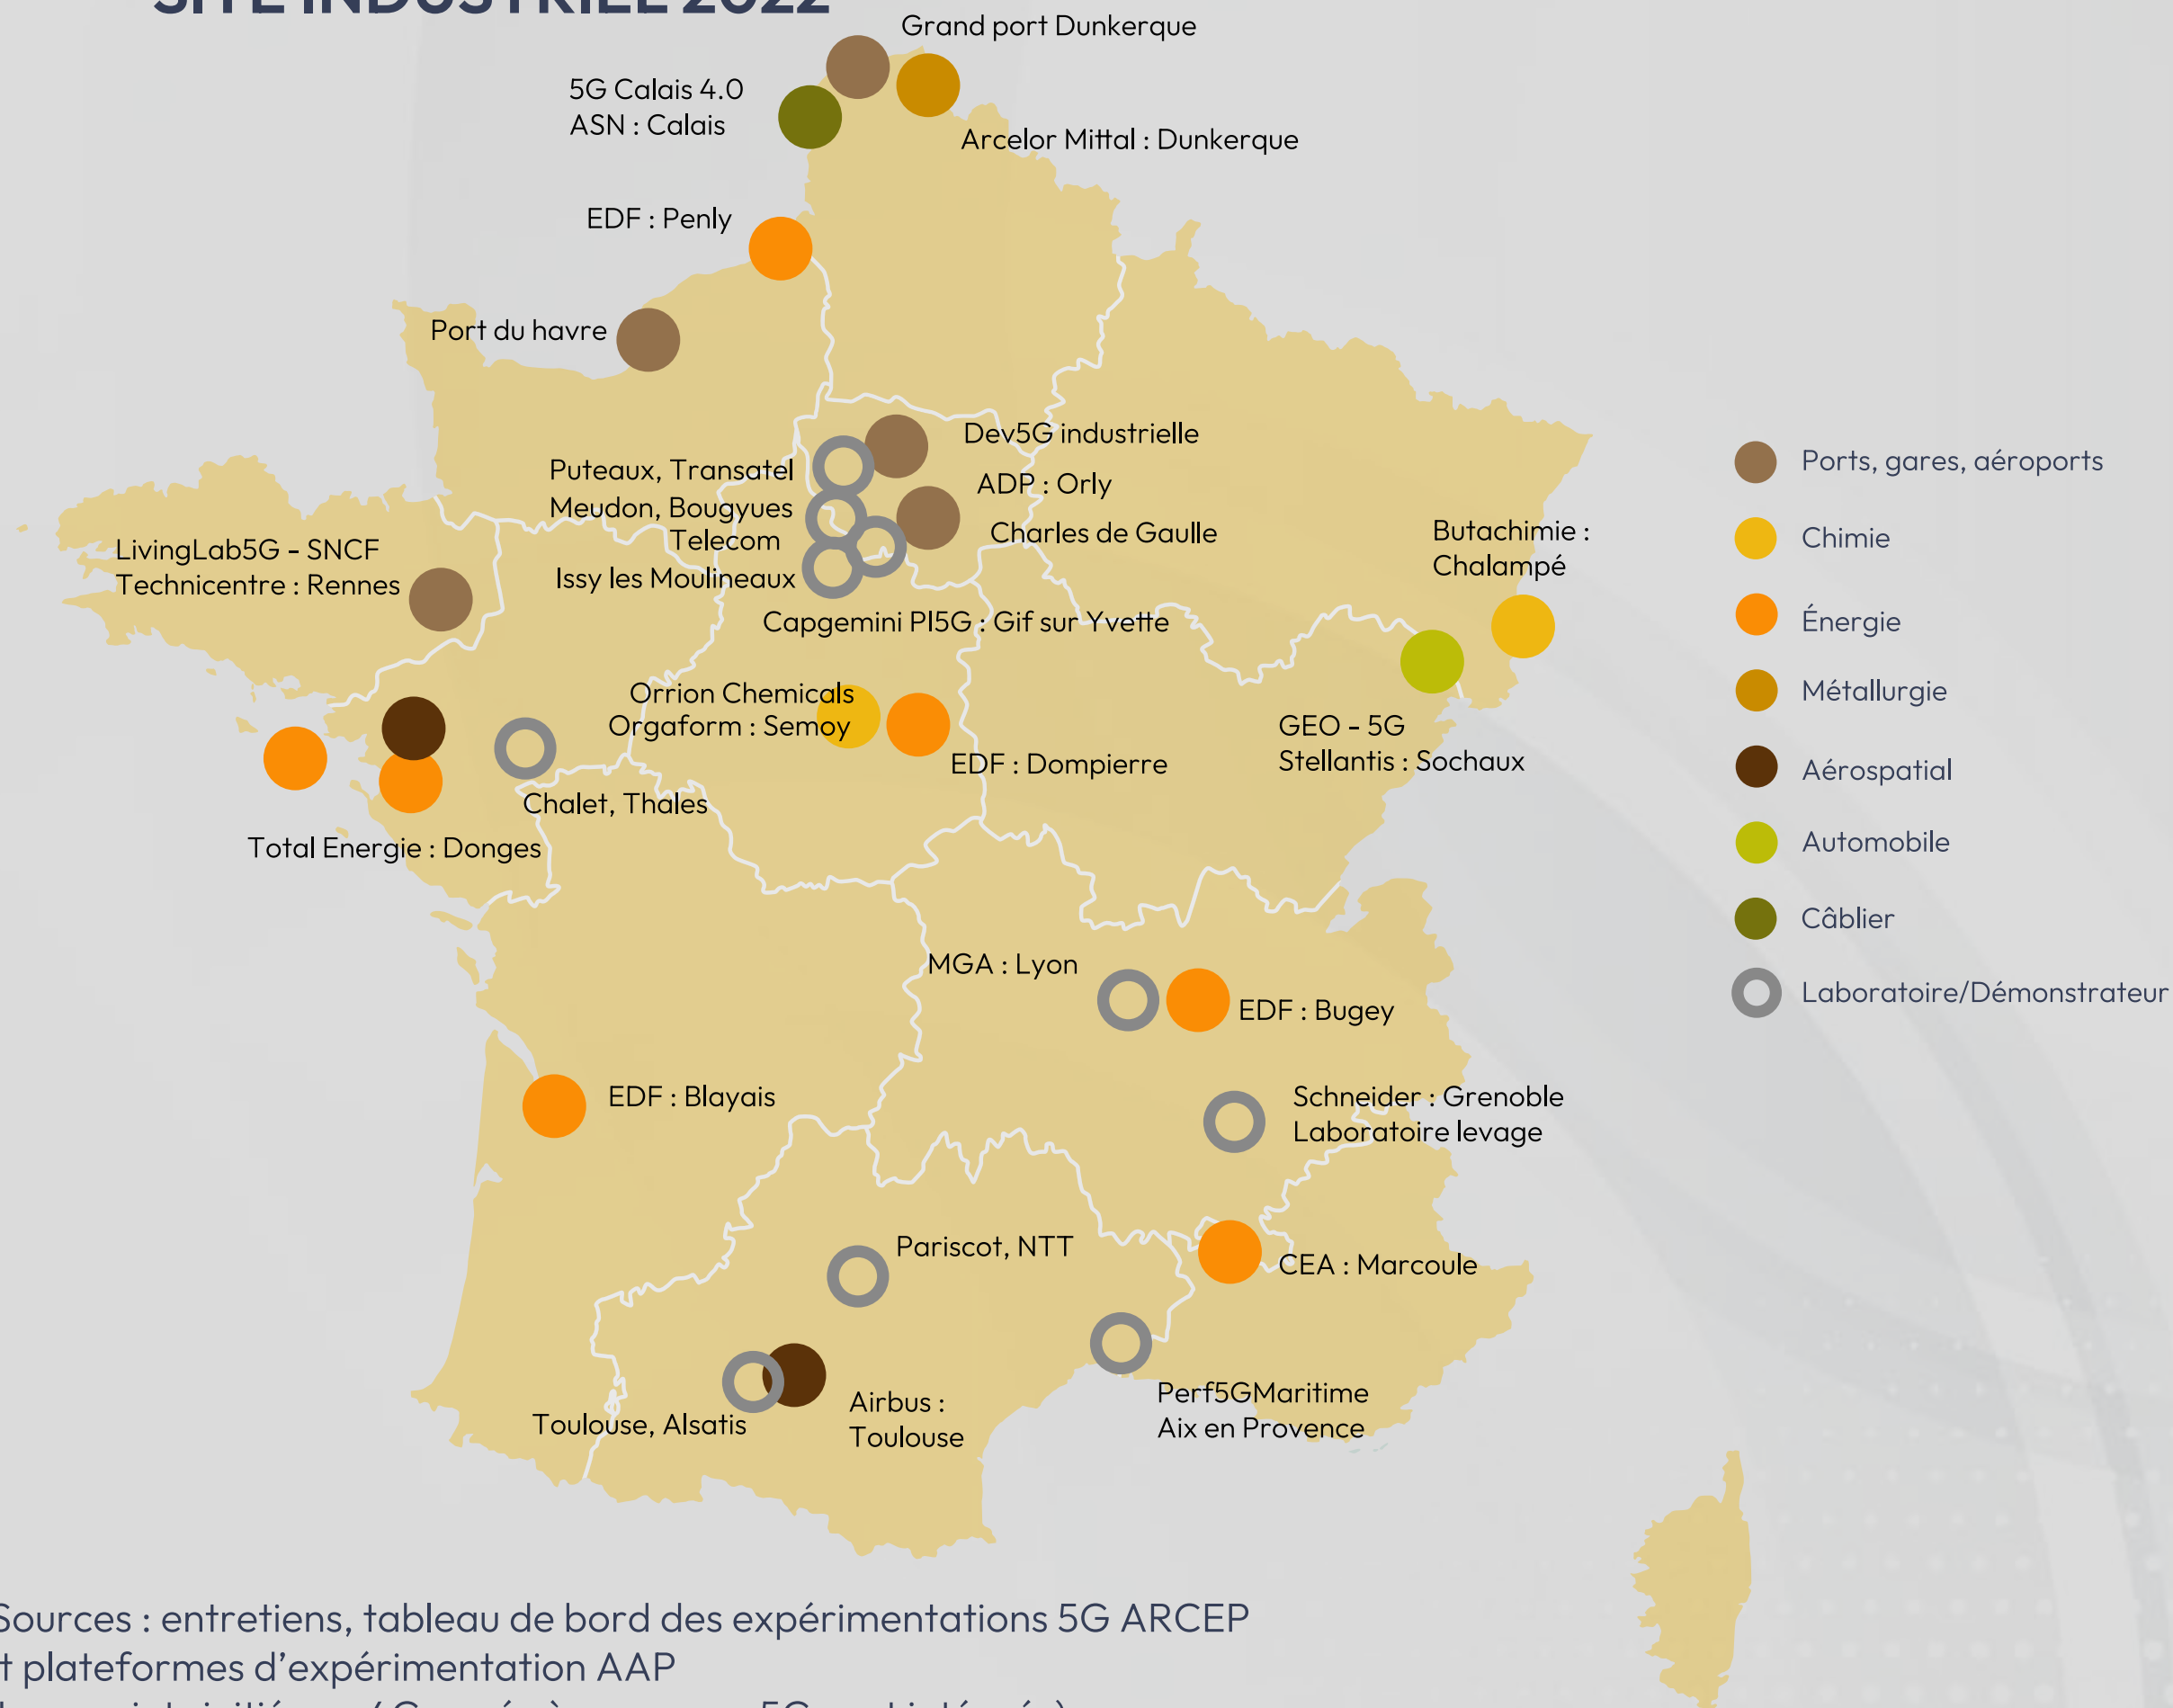 SITE INDUSTRIEL 2022
Grand port Dunkerque
5G Calais 4.0
ASN : Calais
Arcelor Mittal : Dunkerque
EDF : Penly
Port du havre
Dev5G industrielle
Puteaux, Transatel
ADP : Orly
Meudon, Bougyues
Telecom
Charles de Gaulle
Issy les Moulineaux
Capgemini PI5G : Gif sur Yvette
LivingLab5G - SNCF
Technicentre : Rennes
Butachimie :
Chalampé
Orrion Chemicals
Orgaform : Semoy
EDF : Dompierre
GEO - 5G
Stellantis : Sochaux
Chalet, Thales
Total Energie : Donges
MGA : Lyon
EDF : Bugey
EDF : Blayais
Schneider : Grenoble
Laboratoire levage
Pariscot, NTT
CEA : Marcoule
Toulouse, Alsatis
Airbus :
Toulouse
Perf5GMaritime
Aix en Provence
Ports, gares, aéroports
Chimie
Énergie
Métallurgie
Aérospatial
Automobile
Câblier
Laboratoire/Démonstrateur
Sources : entretiens, tableau de bord des expérimentations 5G ARCEP
t plateformes d'expérimentation AAP